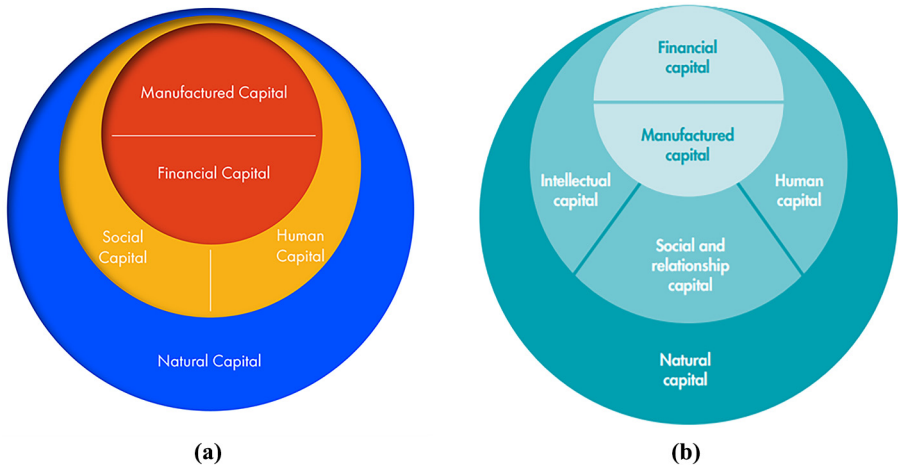 Manufactured Capital
Financial Capital
Social
Capital
Human
Capital
Natural Capital
(a)
Financial
capital
Manufactured
capital
Intellectual
capital
Human
capital
Social and
relationship
capital
Natural
capital
(b)